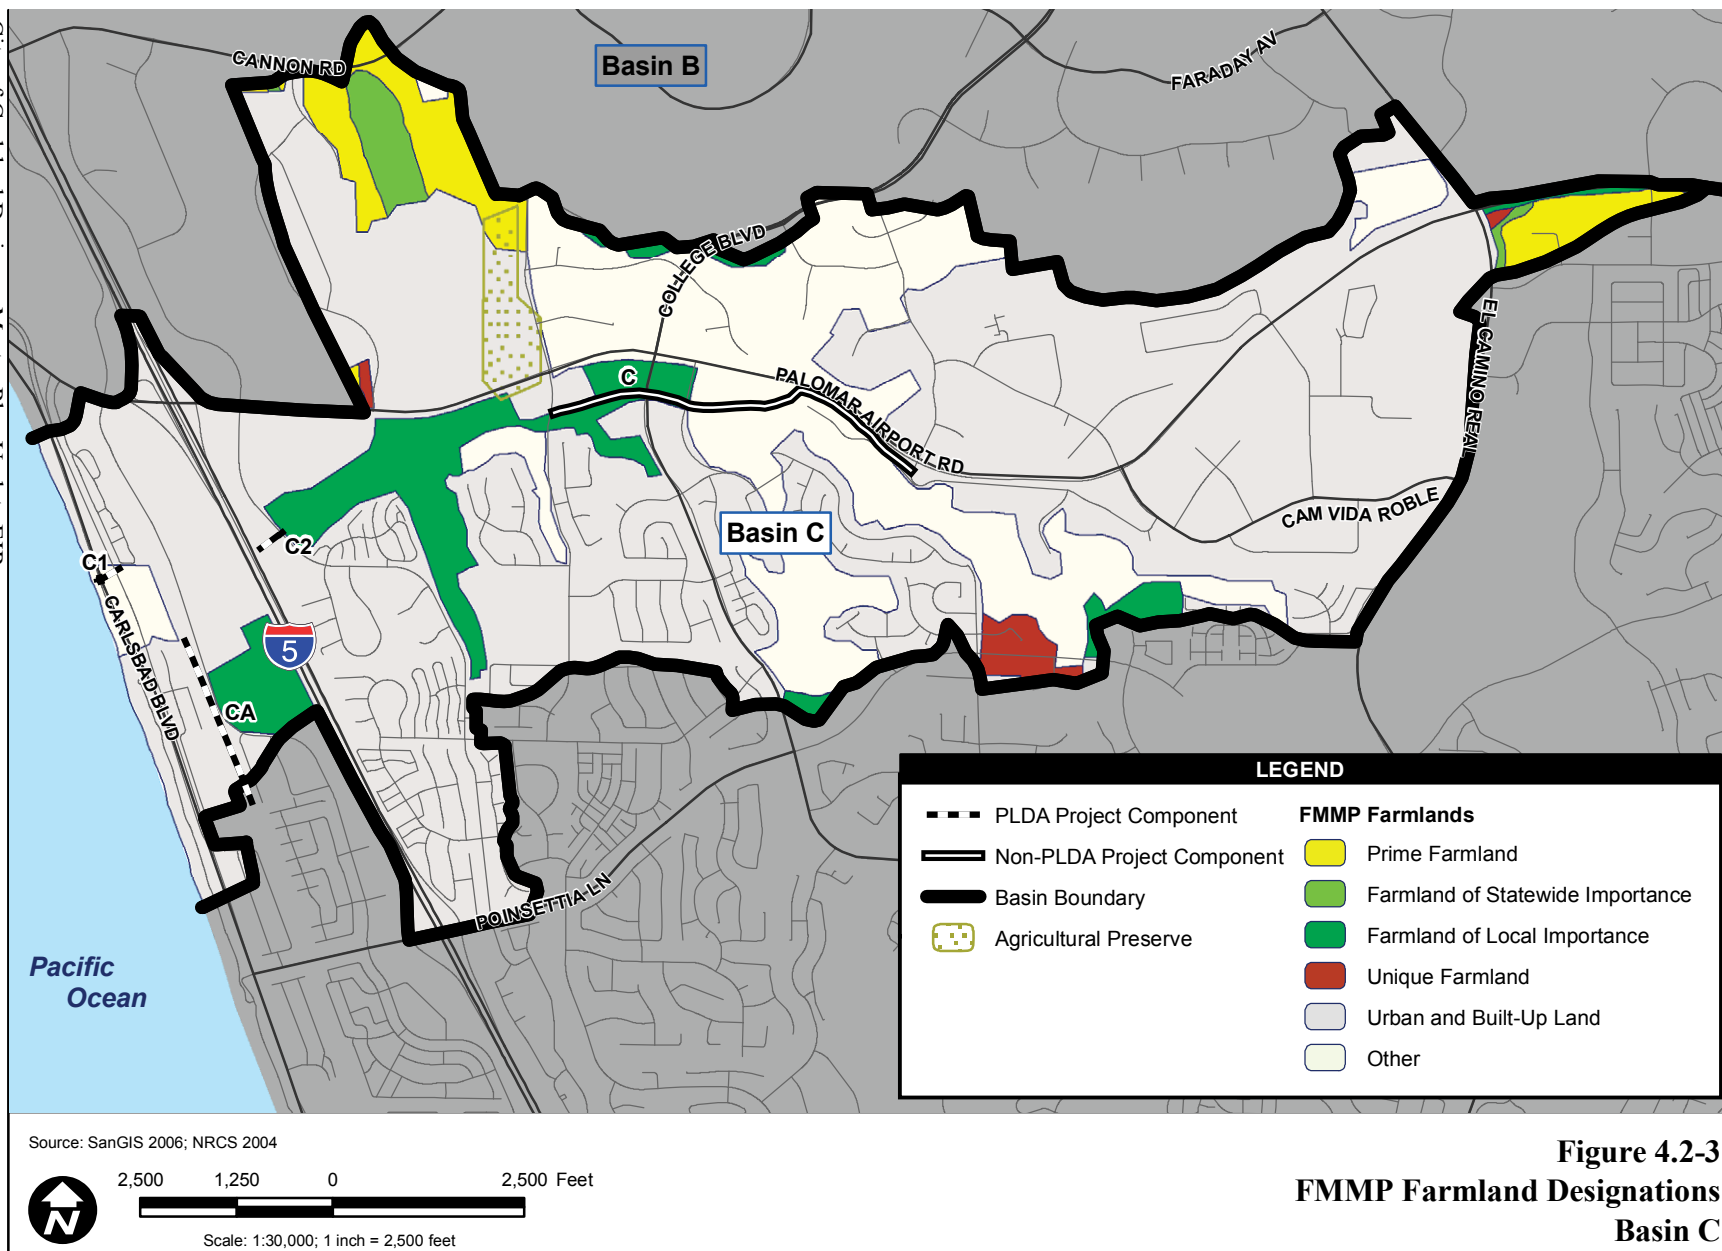 CANNON RD
Basin B
FARADAY AV
COLLEGE BLVD
EL CAMINO REAL
C
PALOMAR AIRPORT RD
CAM VIDA ROBLE
Basin C
C2
C1
CARLSBAD BLVD
5
CA
POINSETTIA LN
Pacific
Ocean
LEGEND
PLDA Project Component
Non-PLDA Project Component
Basin Boundary
Agricultural Preserve
FMMP Farmlands
Prime Farmland
Farmland of Statewide Importance
Farmland of Local Importance
Unique Farmland
Urban and Built-Up Land
Other
Source: SanGIS 2006; NRCS 2004
2,500 1,250 0 2,500 Feet
N
Scale: 1:30,000; 1 inch = 2,500 feet
Figure 4.2-3
FMMP Farmland Designations
Basin C